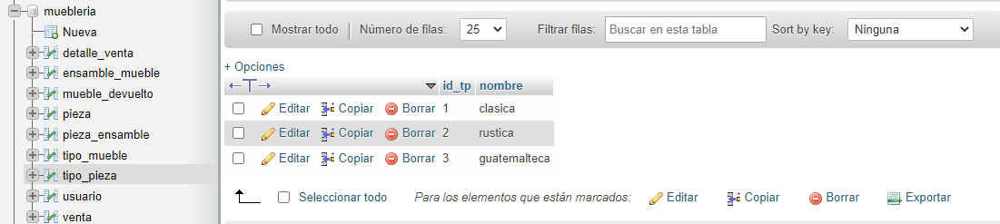 muebleria
Nueva
detalle_venta
ensamble_mueble
mueble_devuelto
pieza
pieza_ensamble
tipo_mueble
tipo_pieza
usuario
venta
Mostrar todo Número de filas: 25 Filtrar filas: Buscar en esta tabla Sort by key: Ninguna
+ Opciones
id_tp nombre
Editar Copiar Borrar 1 clasica
Editar Copiar Borrar 2 rustica
Editar Copiar Borrar 3 guatemalteca
Seleccionar todo Para los elementos que están marcados: Editar Copiar Borrar Exportar